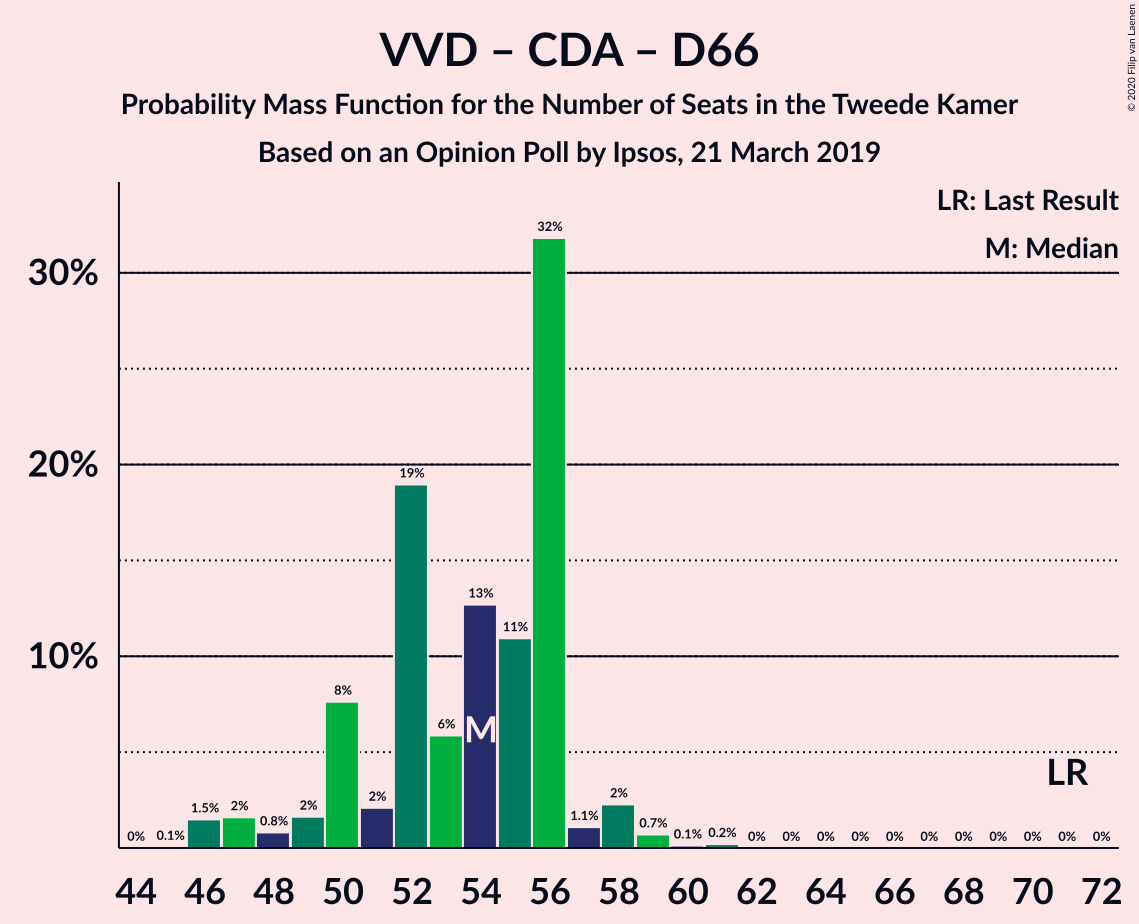 VVD – CDA – D66
Probability Mass Function for the Number of Seats in the Tweede Kamer
Based on an Opinion Poll by Ipsos, 21 March 2019
© 2020 Filip van Laenen
LR: Last Result
M: Median
30%
20%
10%
0% 0.1% 1.5% 2% 0.8% 2% 8% 2% 19% 6% 13% 11% 32% 1.1% 2% 0.7% 0.1% 0.2% 0% 0% 0% 0% 0% 0% 0% 0% 0% 0% 0%
M
LR
44 46 48 50 52 54 56 58 60 62 64 66 68 70 72